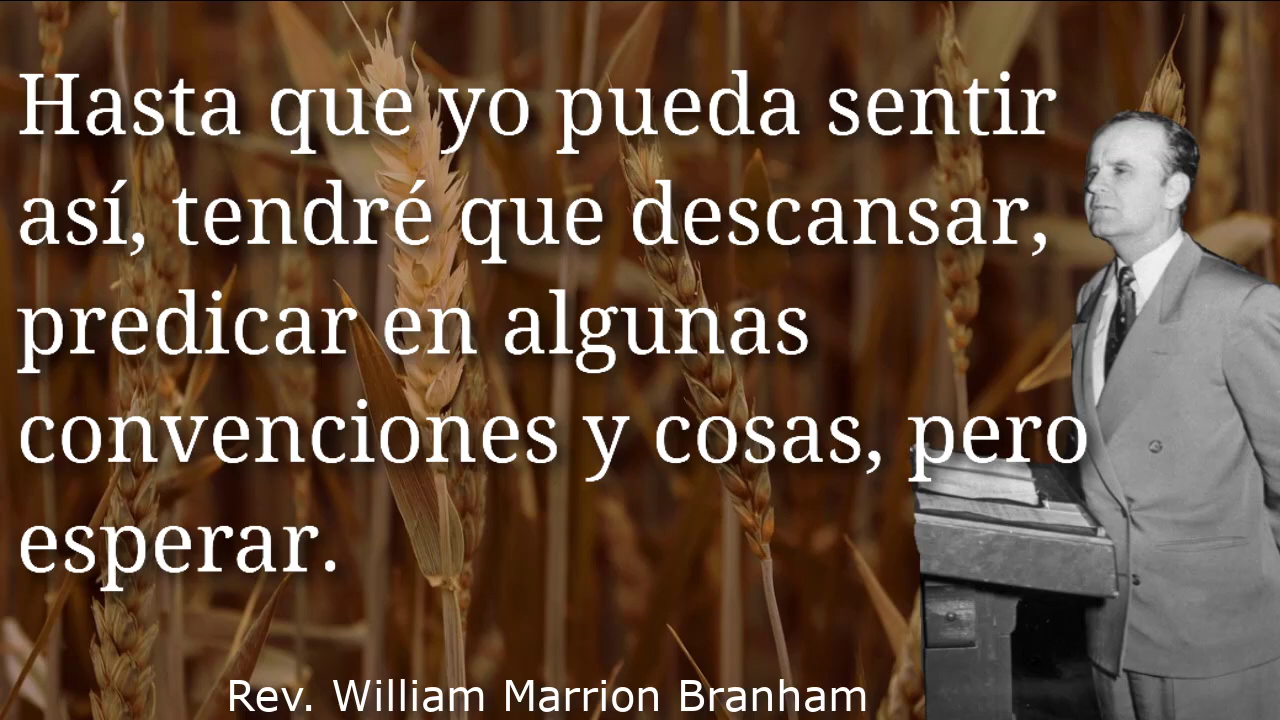 Hasta que yo pueda sentir
así, tendré que descansar,
predicar en algunas
convenciones y cosas, pero
esperar.
Rev. William Marrion Branham